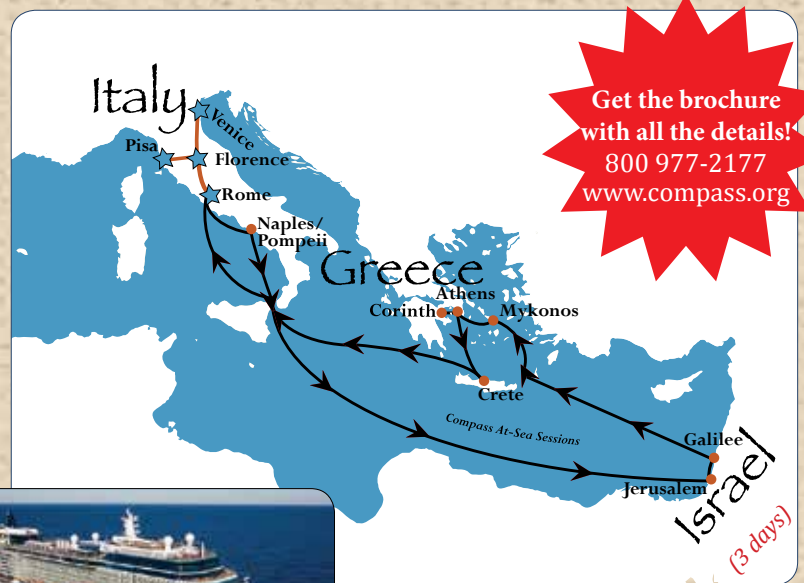 Get the brochure
with all the details!
800 977-2177
www.compass.org
Italy
Venice
Pisa
Florence
Rome
Naples/
Pompeii
Greece
Athens
Corinth
Mykonos
Crete
Compass At-Sea Sessions
Galilee
Jerusalem
Israel
(3 days)